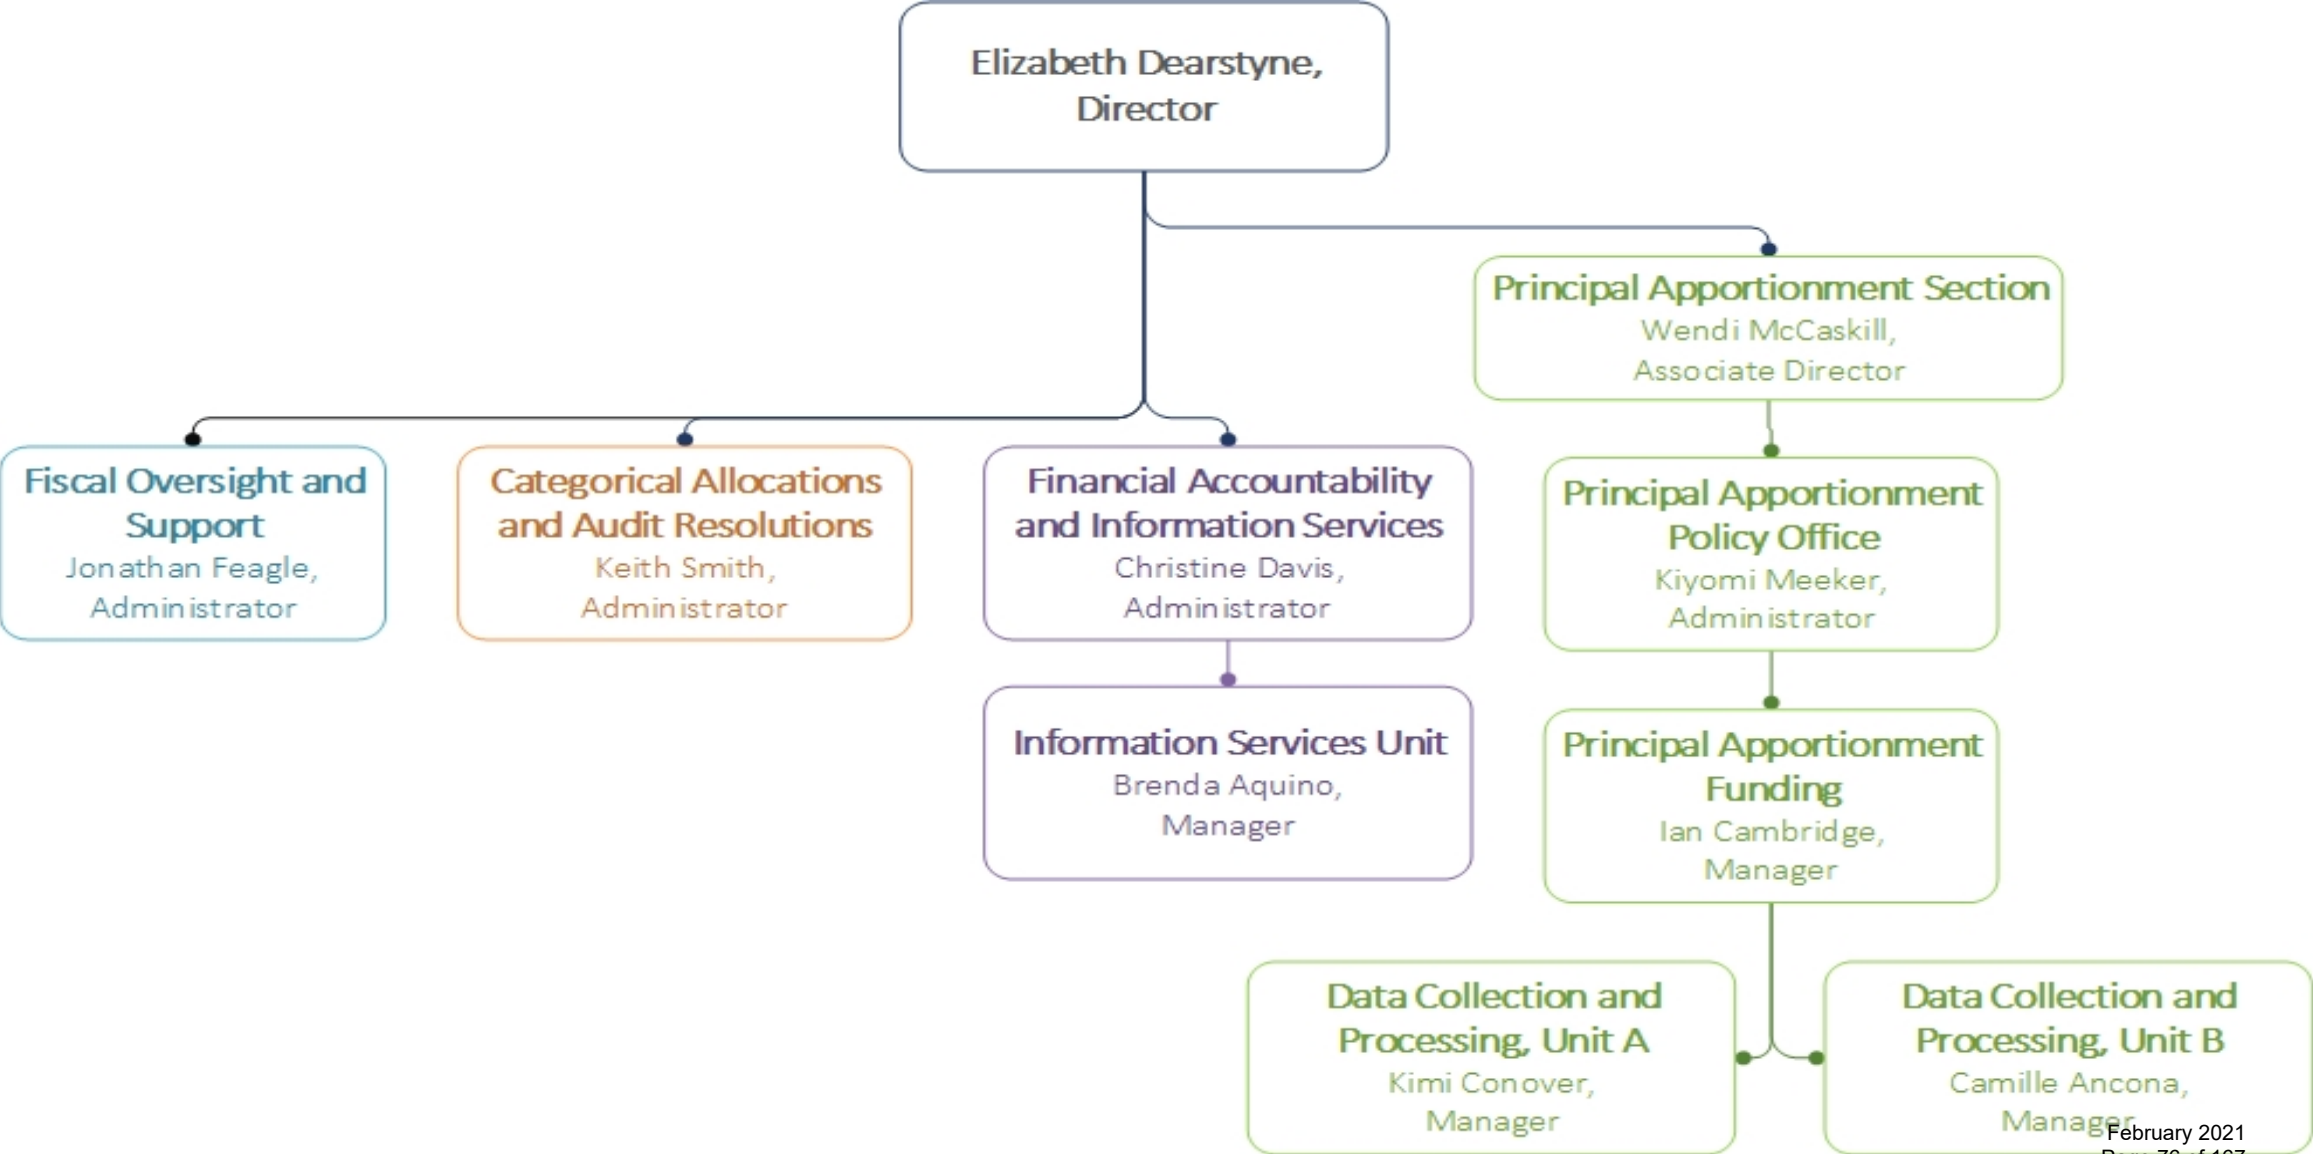 Elizabeth Dearstyne,
Director
Principal Apportionment Section
Wendi McCaskill,
Associate Director
Fiscal Oversight and
Support
Jonathan Feagle,
Administrator
Categorical Allocations
and Audit Resolutions
Keith Smith,
Administrator
Financial Accountability
and Information Services
Christine Davis,
Administrator
Principal Apportionment
Policy Office
Kiyomi Meeker,
Administrator
Information Services Unit
Brenda Aquino,
Manager
Principal Apportionment
Funding
Ian Cambridge,
Manager
Data Collection and
Processing, Unit A
Kimi Conover,
Manager
Data Collection and
Processing, Unit B
Camille Ancona,
Manager
February 2021